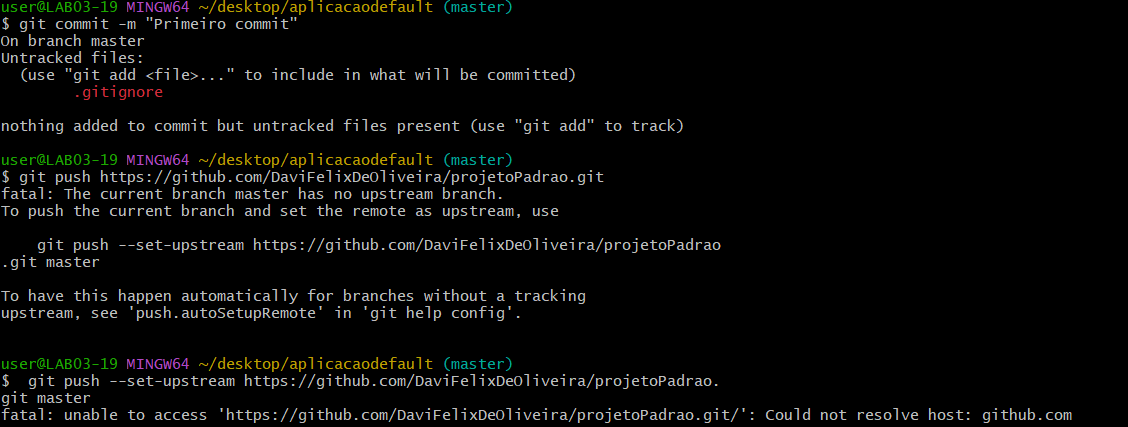 user@LAB03-19 MINGW64 ~/desktop/aplicacaodefault (master)
$ git commit -m "Primeiro commit"
On branch master
Untracked files:
  (use "git add <file>..." to include in what will be committed)
        .gitignore

nothing added to commit but untracked files present (use "git add" to track)

user@LAB03-19 MINGW64 ~/desktop/aplicacaodefault (master)
$ git push https://github.com/DaviFelixDeOliveira/projetoPadrao.git
fatal: The current branch master has no upstream branch.
To push the current branch and set the remote as upstream, use

    git push --set-upstream https://github.com/DaviFelixDeOliveira/projetoPadrao
.git master

To have this happen automatically for branches without a tracking
upstream, see 'push.autoSetupRemote' in 'git help config'.

user@LAB03-19 MINGW64 ~/desktop/aplicacaodefault (master)
$  git push --set-upstream https://github.com/DaviFelixDeOliveira/projetoPadrao.
git master
fatal: unable to access 'https://github.com/DaviFelixDeOliveira/projetoPadrao.git/': Could not resolve host: github.com